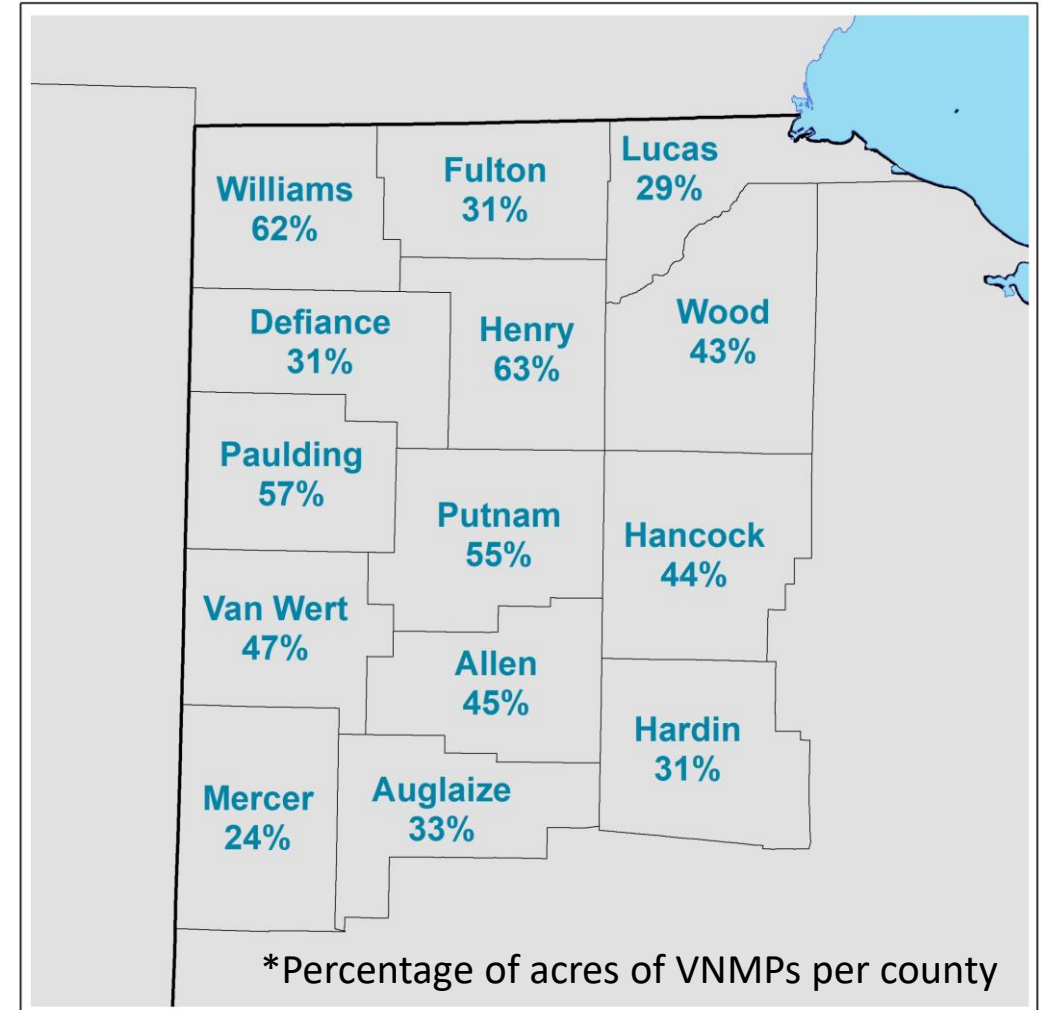 Williams
62%
Fulton
31%
Lucas
29%
Defiance
31%
Henry
63%
Wood
43%
Paulding
57%
Putnam
55%
Hancock
44%
Van Wert
47%
Allen
45%
Hardin
31%
Mercer
24%
Auglaize
33%
*Percentage of acres of VNMPs per county